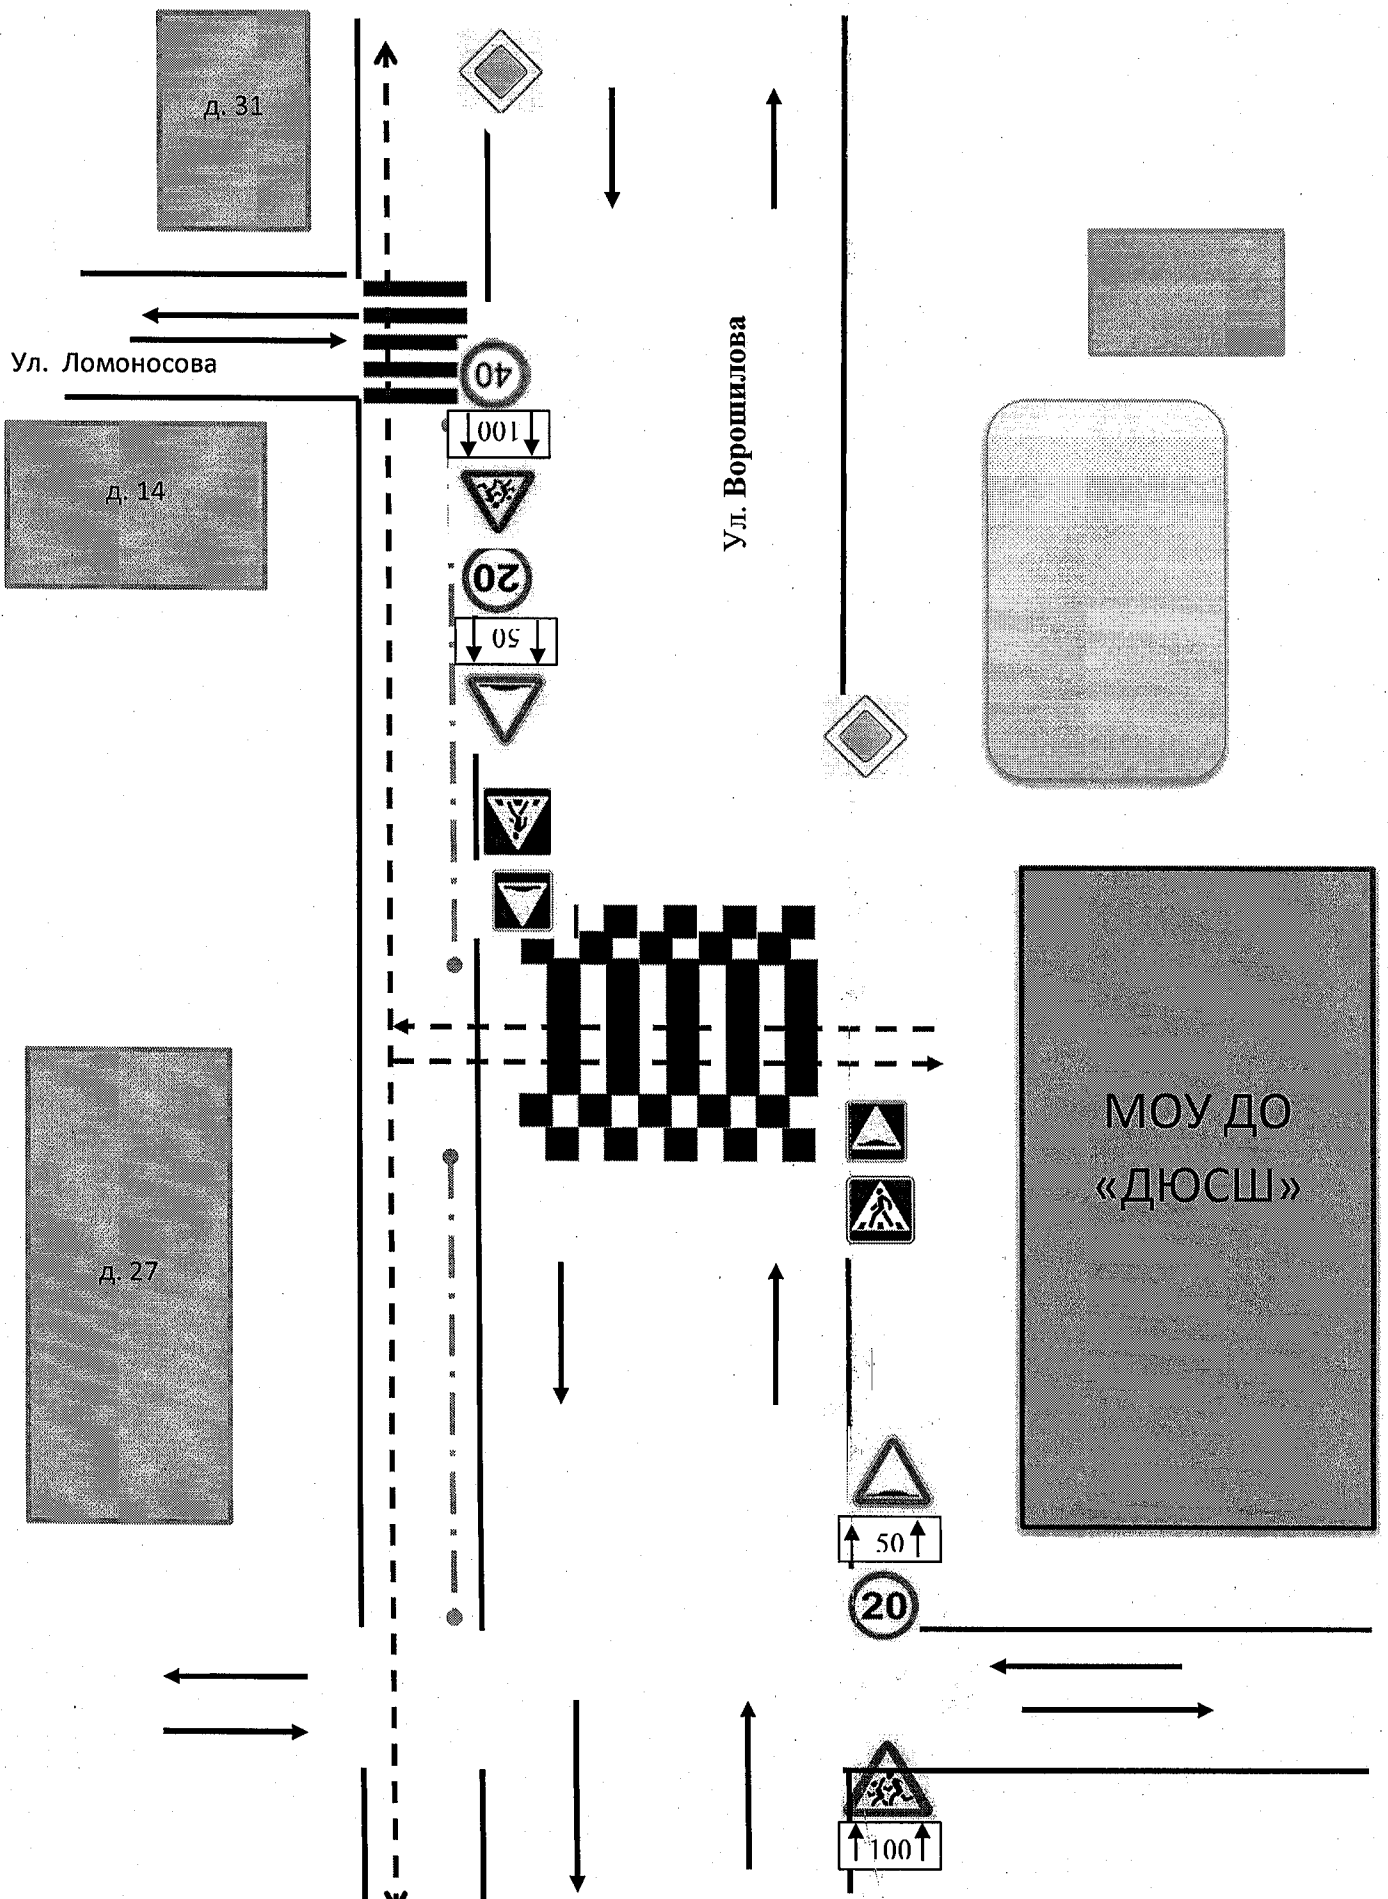 д. 31
Ул. Ломоносова
40
100
Ул. Ворошилова
д. 14
20
50
МОУ ДО
«ДЮСШ»
д. 27
50
20
100